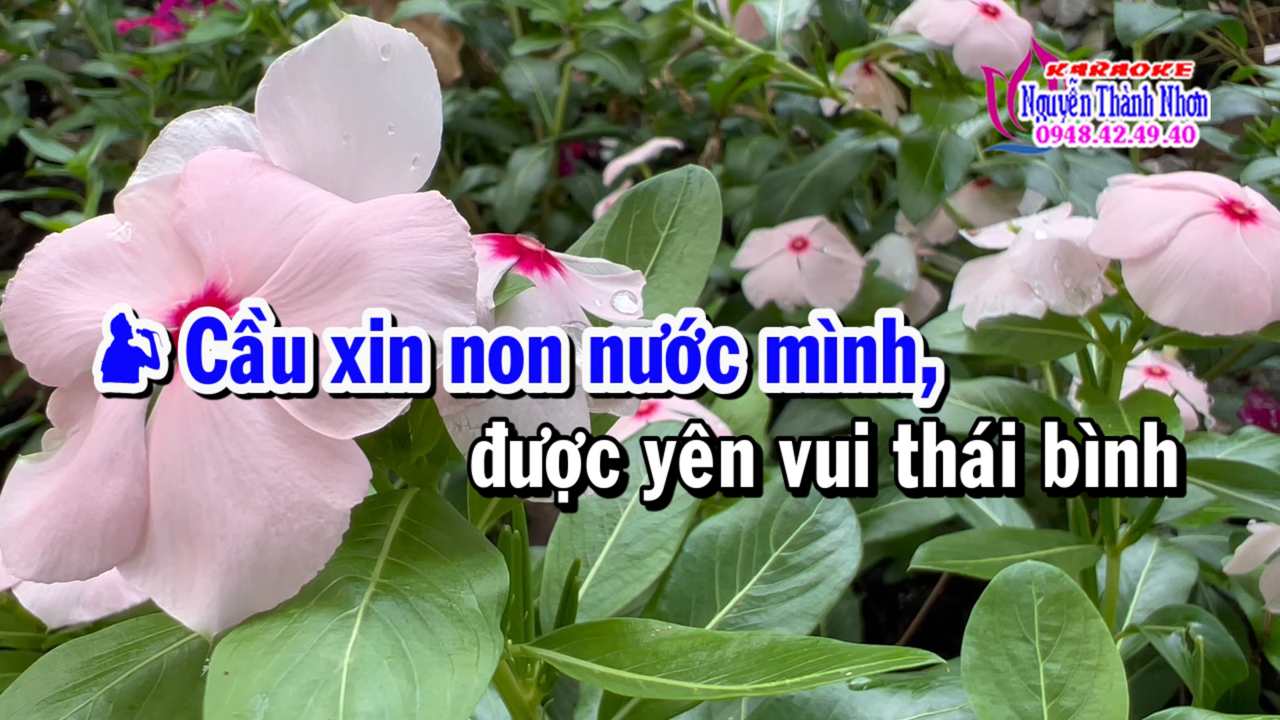 KARAOKE
Nguyễn Thành Nhơn
0948.42.49.40
Cầu xin non nước mình,
được yên vui thái bình